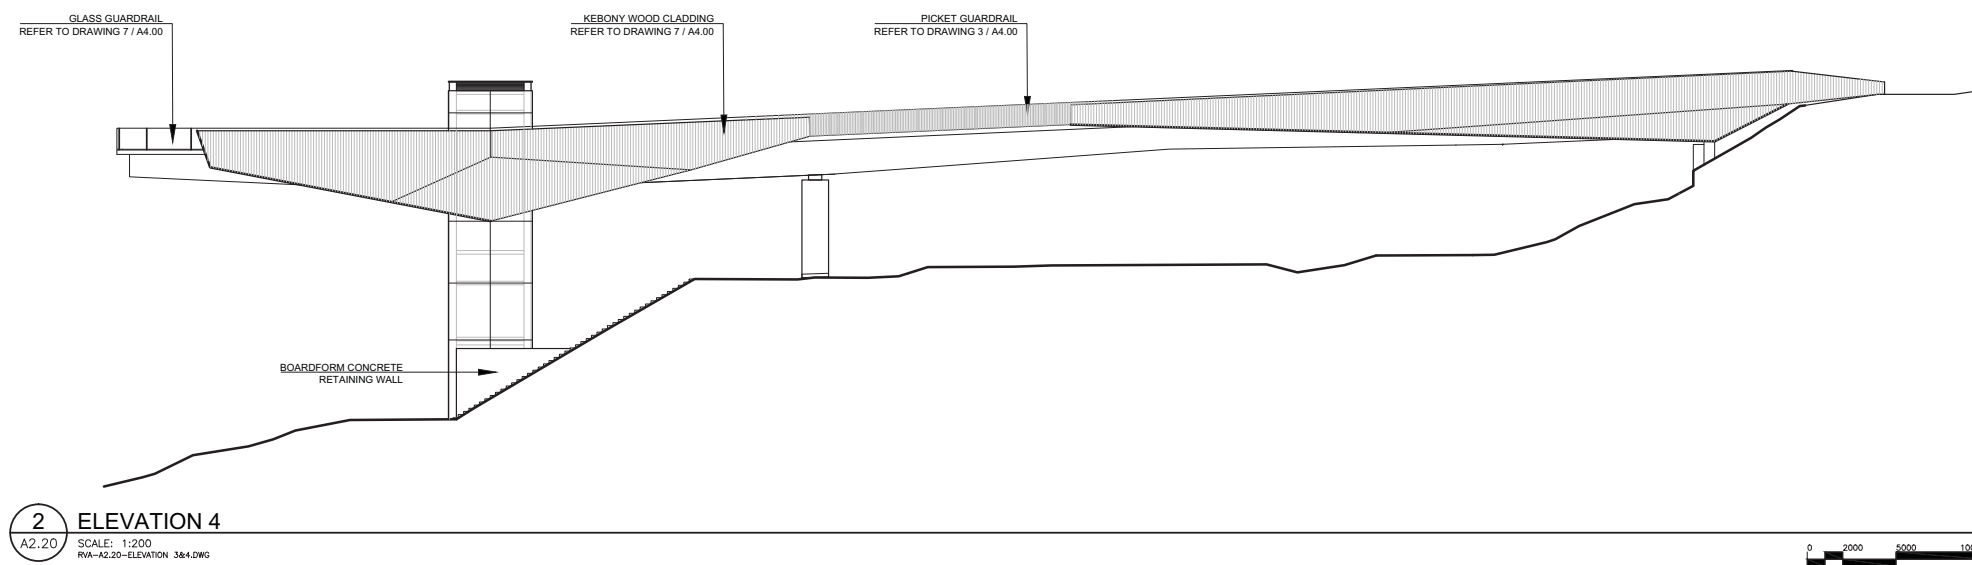 GLASS GUARDRAIL
REFER TO DRAWING 7 / A4.00
KEBONY WOOD CLADDING
REFER TO DRAWING 7 / A4.00
PICKET GUARDRAIL
REFER TO DRAWING 3 / A4.00
BOARDFORM CONCRETE
RETAINING WALL
2
A2.20
ELEVATION 4
SCALE: 1:200
RVA-A2.20-ELEVATION 3&4.DWG
0 2000 5000